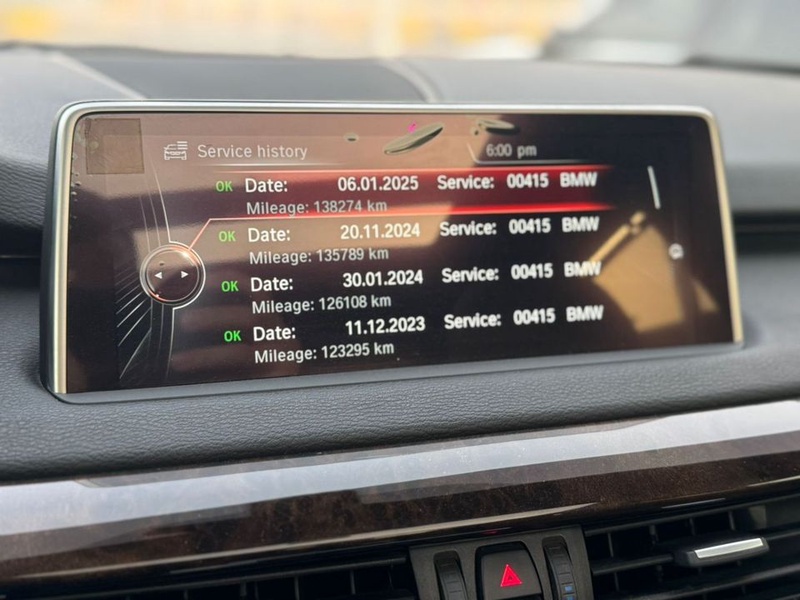 Service history 6:00 pm
OK Date: 06.01.2025 Service: 00415 BMW
Mileage: 138274 km
OK Date: 20.11.2024 Service: 00415 BMW
Mileage: 135789 km
OK Date: 30.01.2024 Service: 00415 BMW
Mileage: 126108 km
OK Date: 11.12.2023 Service: 00415 BMW
Mileage: 123295 km